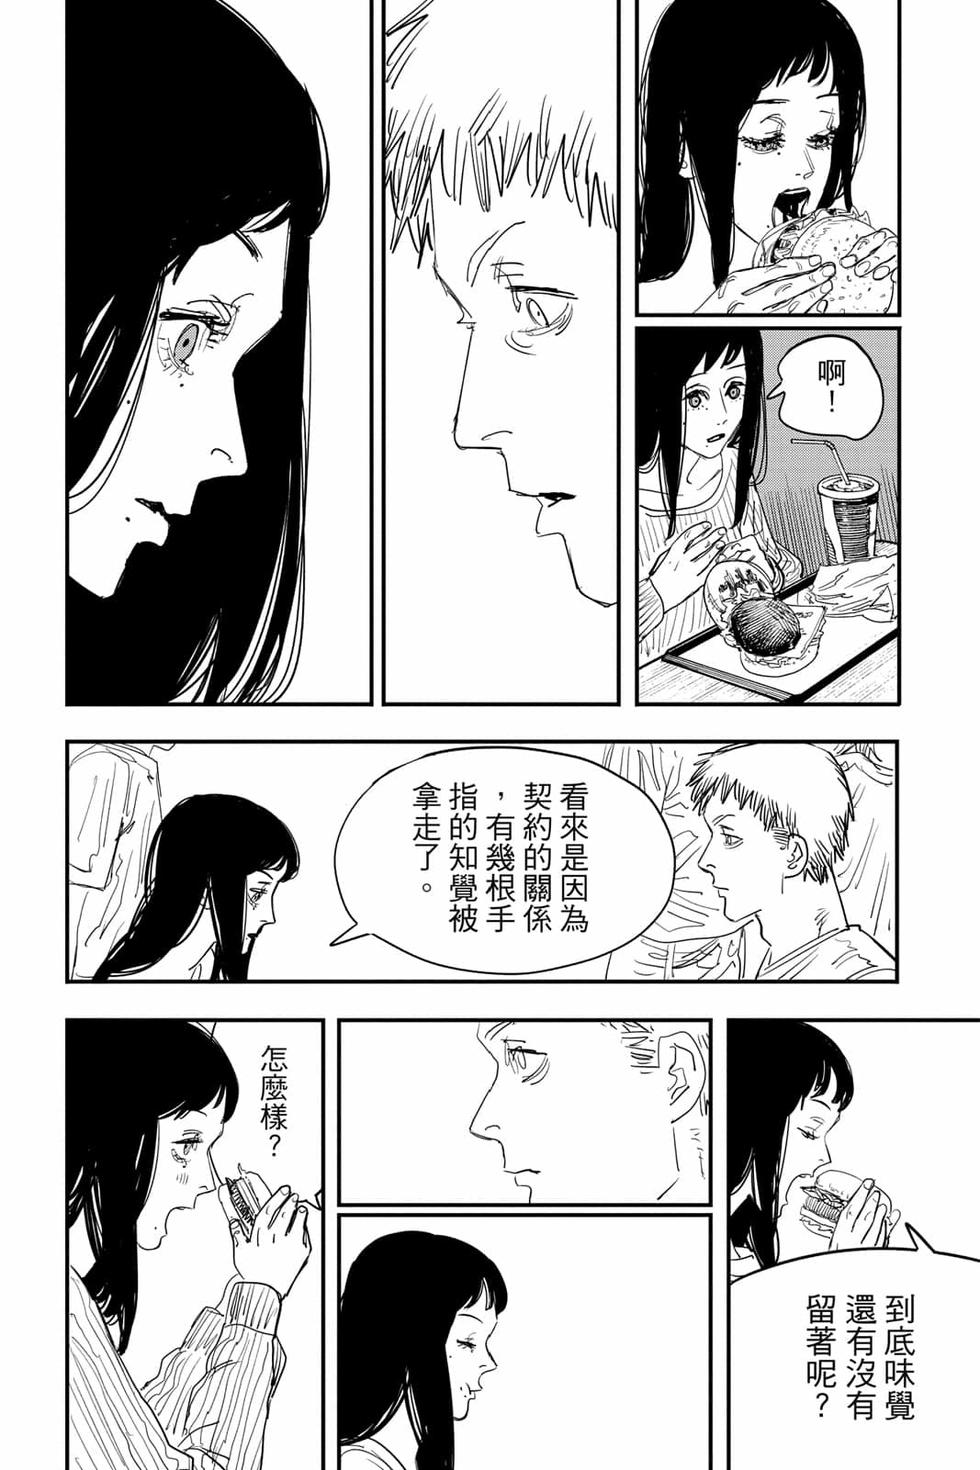 啊！
看來是因為
契約的關係
，有幾根手
指的知覺被
拿走了。
到底味覺
還有沒有
留著呢？
怎麼樣？